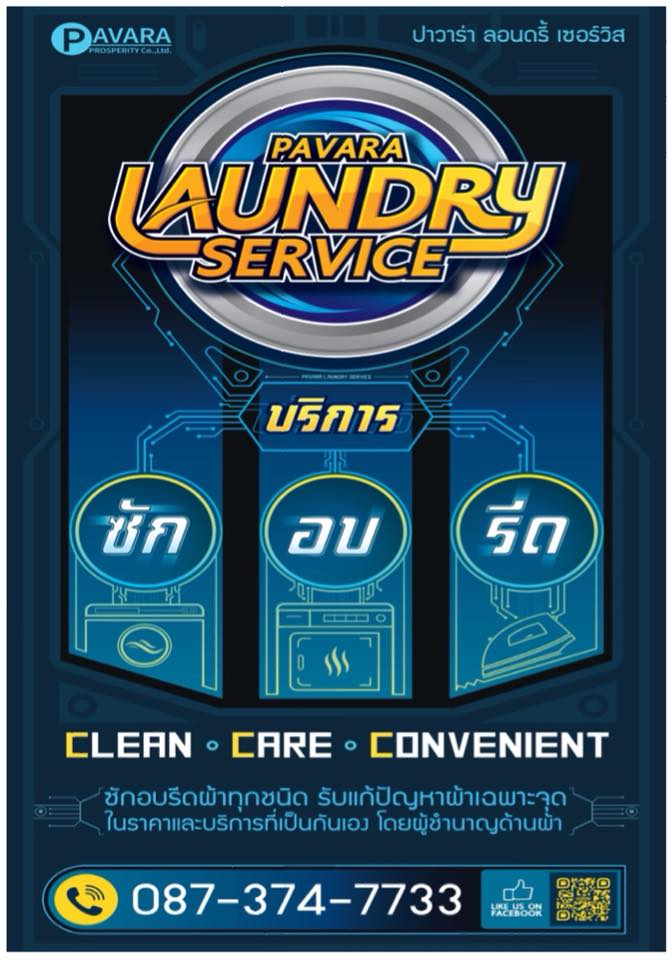 PAVARA
PROSPERITY Co.,Ltd.
ปาวาร่า ลอนดรี้ เซอร์วิส
PAVARA
LAUNDRY
SERVICE
PAVARA LAUNDRY SERVICE
บริการ
ซัก อบ รีด
CLEAN ◦ CARE ◦ CONVENIENT
ซักอบรีดผ้าทุกชนิด รับแก้ปัญหาผ้าเฉพาะจุด
ในราคาและบริการที่เป็นกันเอง โดยผู้ชำนาญด้านผ้า
087-374-7733
LIKE US ON
FACEBOOK